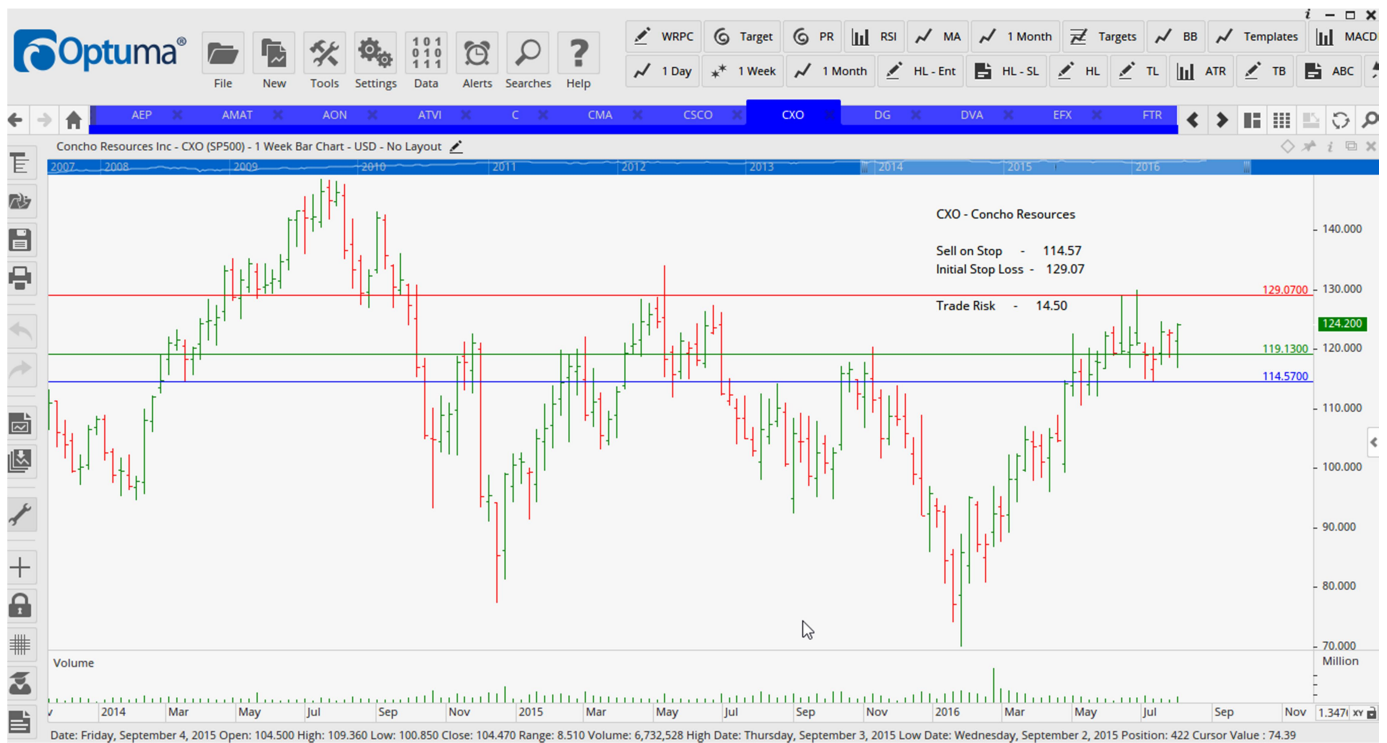 i
Optuma®
File New Tools Settings Data Alerts Searches Help
101
010
111
WRPC Target PR RSI MA 1 Month Targets BB Templates MACD
1 Day 1 Week 1 Month HL - Ent HL - SL HL TL ATR TB ABC
AEP AMAT AON ATVI C CMA CSCO CXO DG DVA EFX FTR
Concho Resources Inc - CXO (SP500) - 1 Week Bar Chart - USD - No Layout
2007 2008 2009 2010 2011 2012 2013 2014 2015 2016
CXO - Concho Resources
140.000
Sell on Stop - 114.57
Initial Stop Loss - 129.07
129.0700
130.000
Trade Risk - 14.50
124.200
119.1300
120.000
114.5700
110.000
100.000
90.000
80.000
70.000
Volume
Million
v 2014 Mar May Jul Sep Nov 2015 Mar May Jul Sep Nov 2016 Mar May Jul Sep Nov XY
Date: Friday, September 4, 2015 Open: 104.500 High: 109.360 Low: 100.850 Close: 104.470 Range: 8.510 Volume: 6,732,528 High Date: Thursday, September 3, 2015 Low Date: Wednesday, September 2, 2015 Position: 422 Cursor Value : 74.39